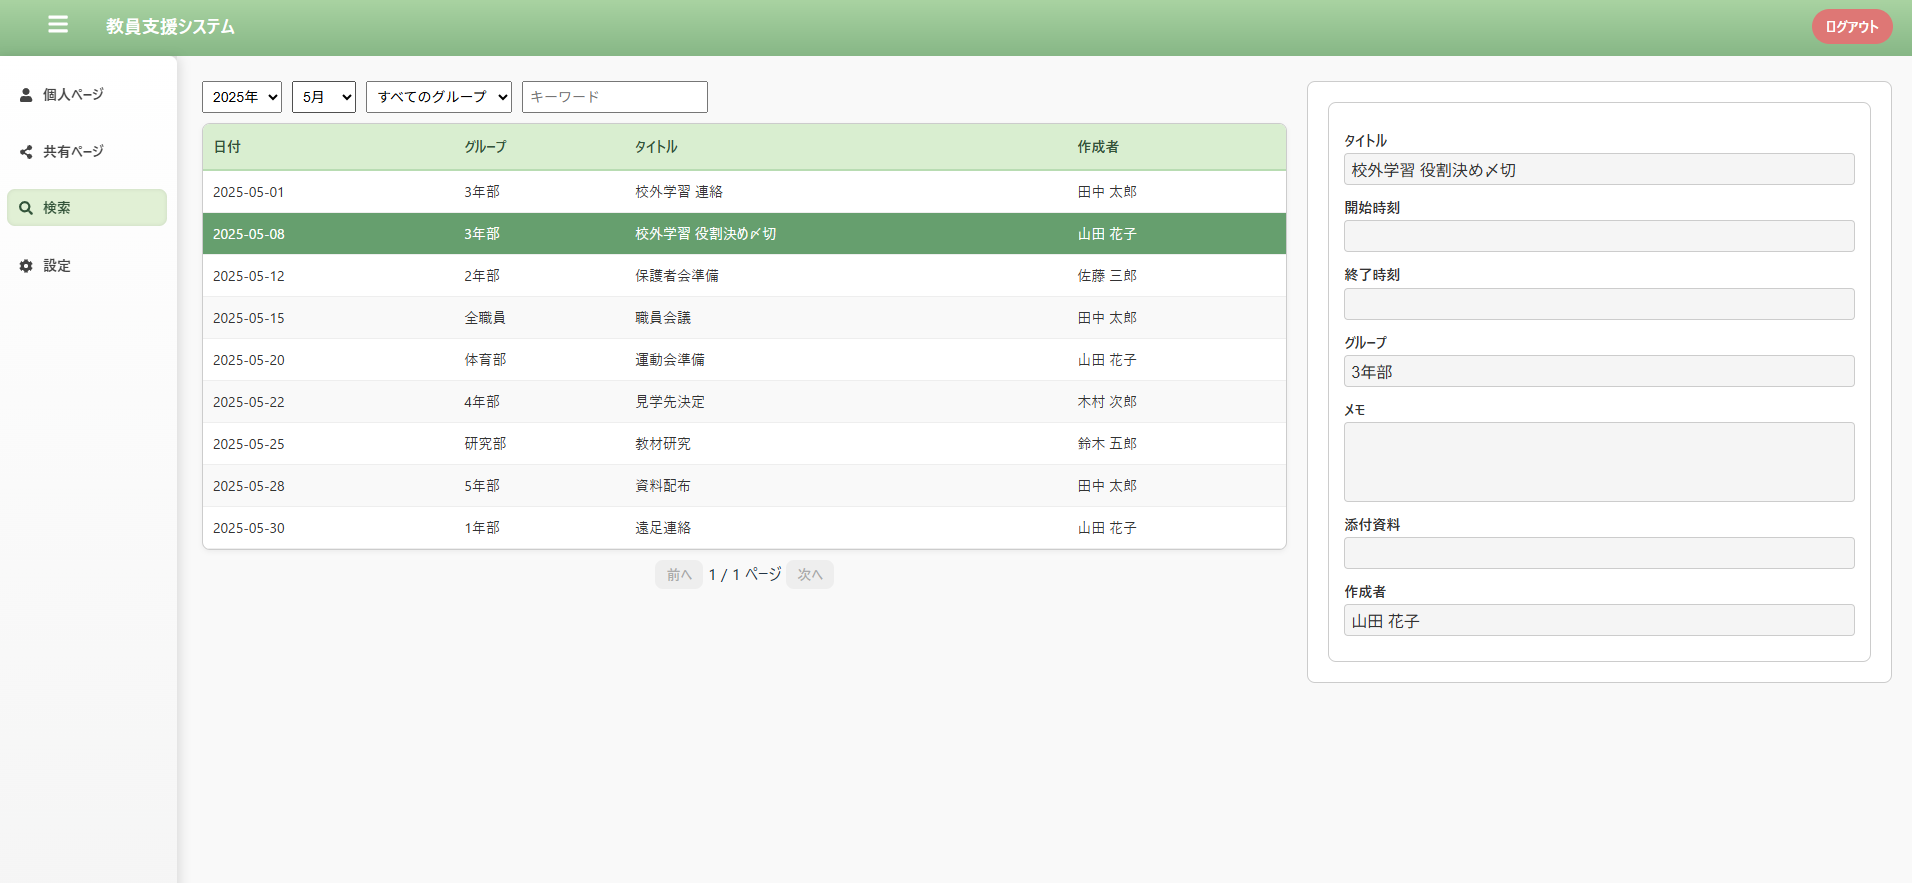 教員支援システム
ログアウト
個人ページ
共有ページ
検索
設定
2025年 5月 すべてのグループ キーワード
日付 グループ タイトル 作成者
2025-05-01 3年部 校外学習 連絡 田中 太郎
2025-05-08 3年部 校外学習 役割決め〆切 山田 花子
2025-05-12 2年部 保護者会準備 佐藤 三郎
2025-05-15 全職員 職員会議 田中 太郎
2025-05-20 体育部 運動会準備 山田 花子
2025-05-22 4年部 見学先決定 木村 次郎
2025-05-25 研究部 教材研究 鈴木 五郎
2025-05-28 5年部 資料配布 田中 太郎
2025-05-30 1年部 遠足連絡 山田 花子
前へ 1 / 1 ページ 次へ
タイトル
校外学習 役割決め〆切
開始時刻
終了時刻
グループ
3年部
メモ
添付資料
作成者
山田 花子